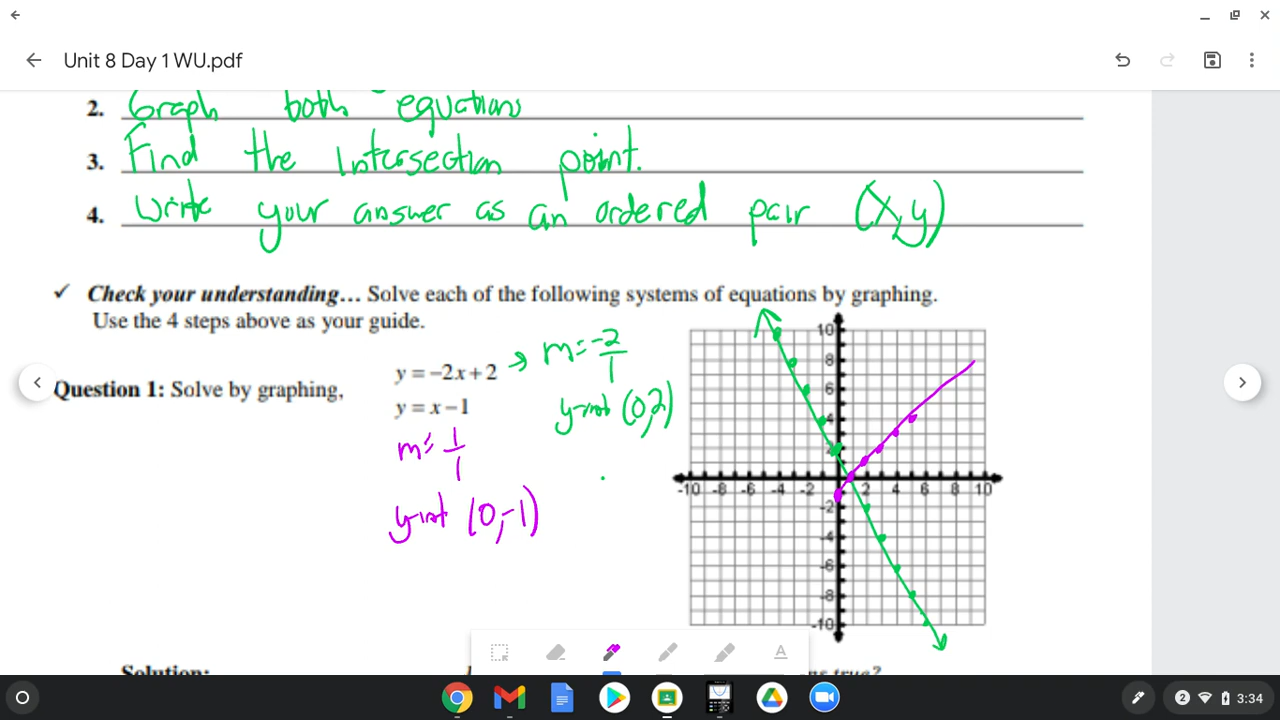 Unit 8 Day 1 WU.pdf
2. Graph both equations
3. Find the Intersection point.
4. Write your answer as an ordered pair (x,y)
✓ Check your understanding… Solve each of the following systems of equations by graphing.
Use the 4 steps above as your guide.
Question 1: Solve by graphing,
y = −2x + 2 → m = -2/1
y-int (0,2)
y = x − 1
m = 1/1
y-int (0,-1)
10
8
6
4
2
-10 -8 -6 -4 -2 2 4 6 8 10
-2
-4
-6
-8
-10
A
Solution:
true?
2 3:34